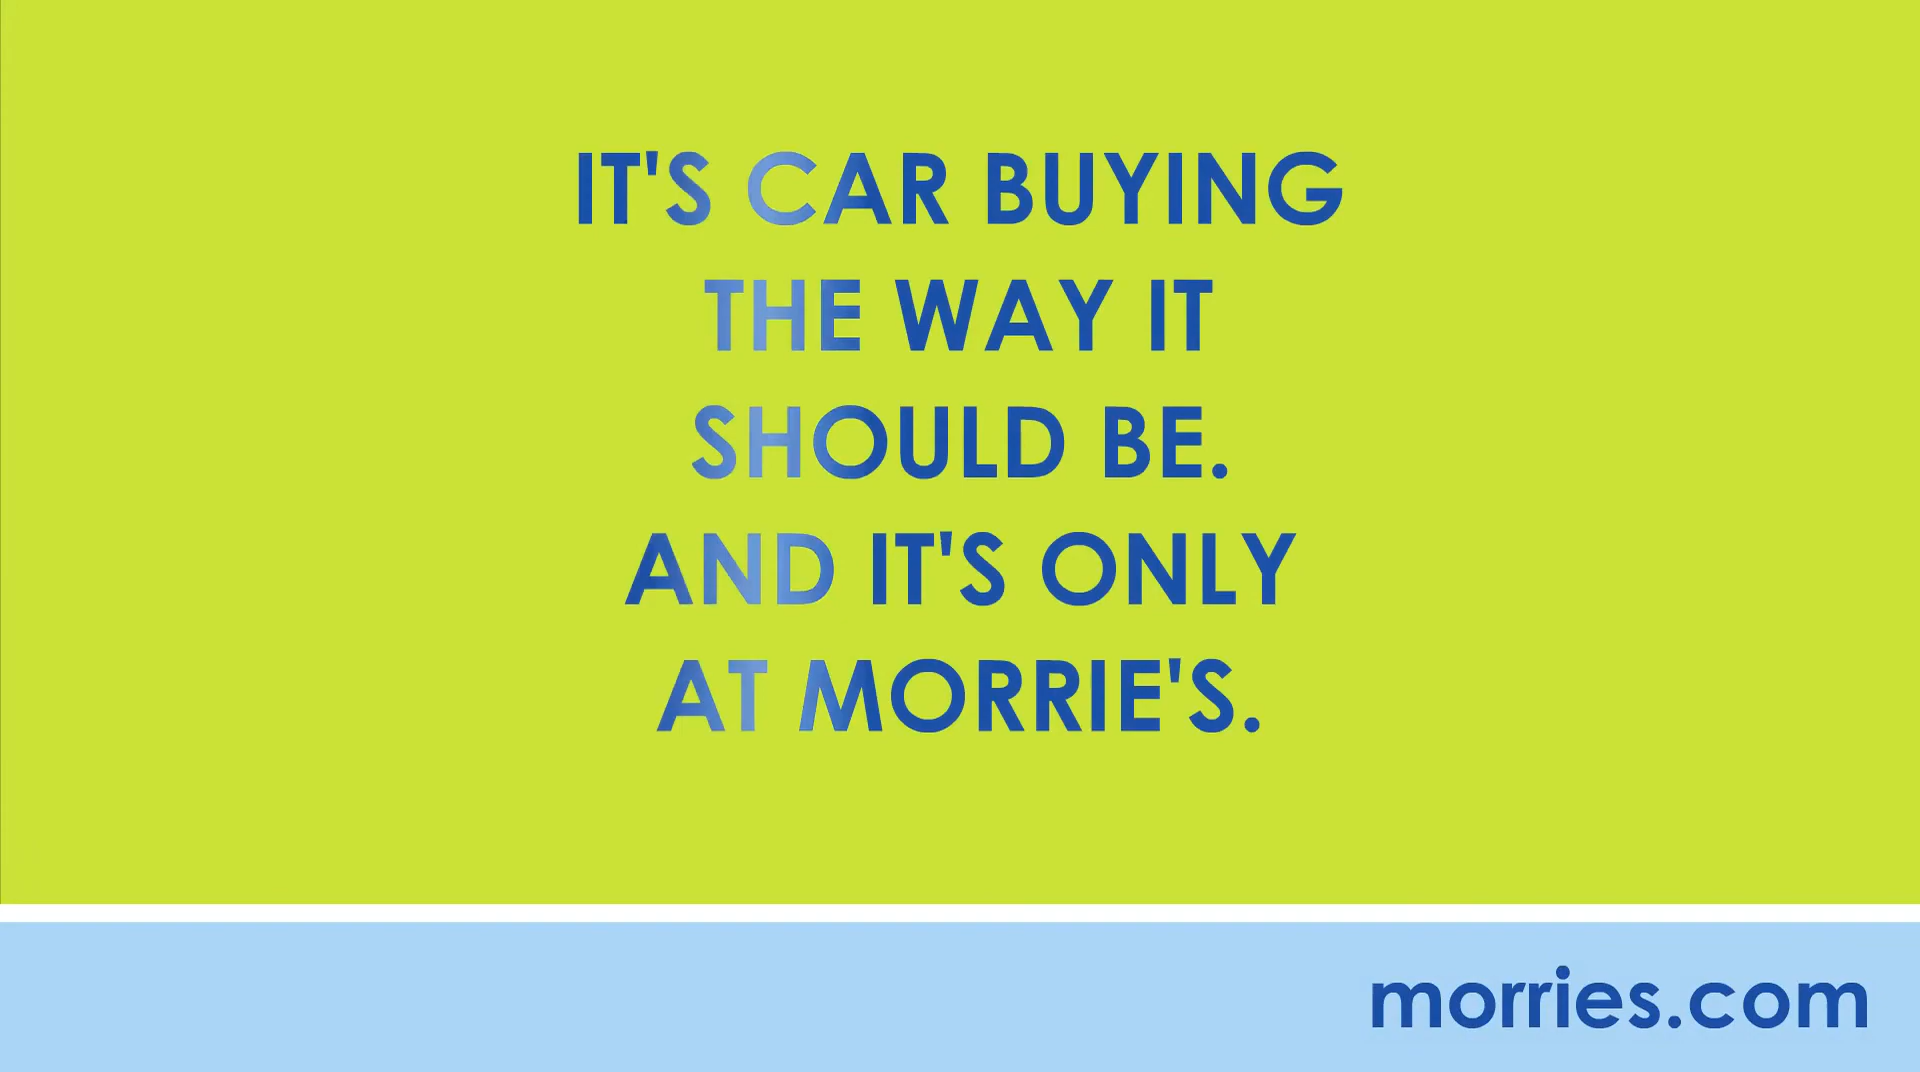 IT'S CAR BUYING
THE WAY IT
SHOULD BE.
AND IT'S ONLY
AT MORRIE'S.
morries.com